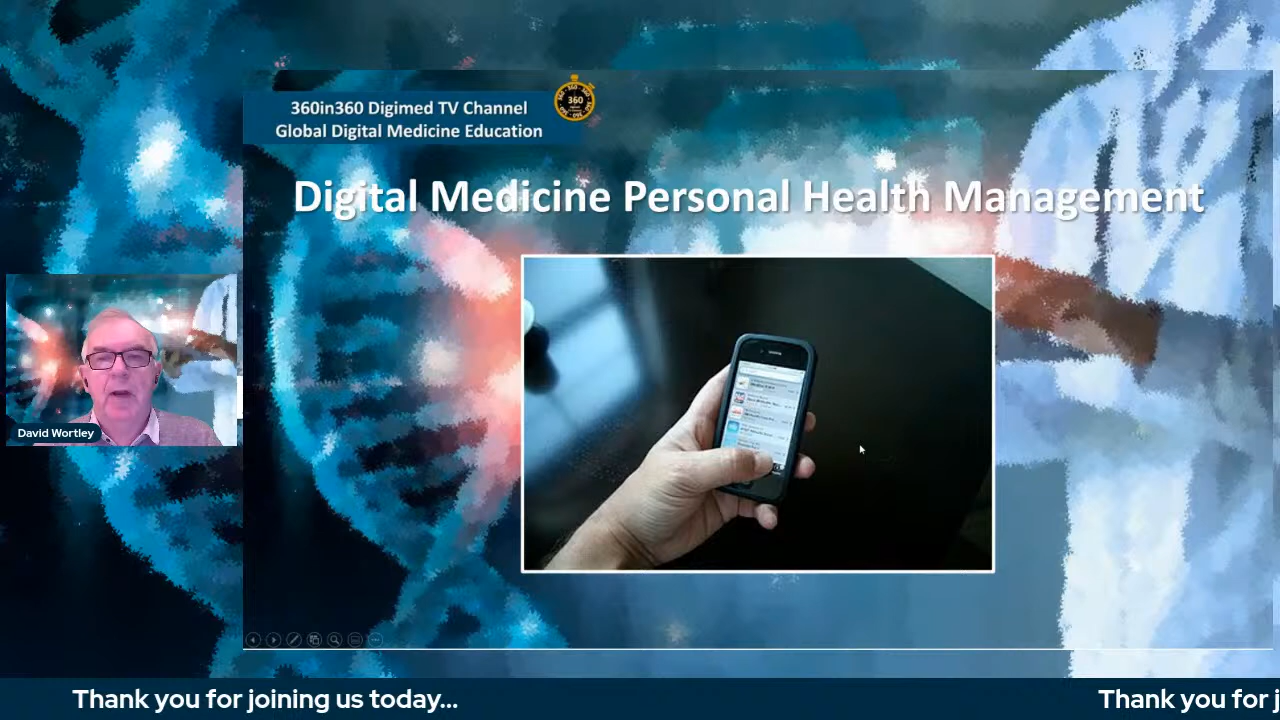 360in360 Digimed TV Channel
Global Digital Medicine Education
360
Digital Medicine Personal Health Management
David Wortley
Thank you for joining us today...
Thank you for j